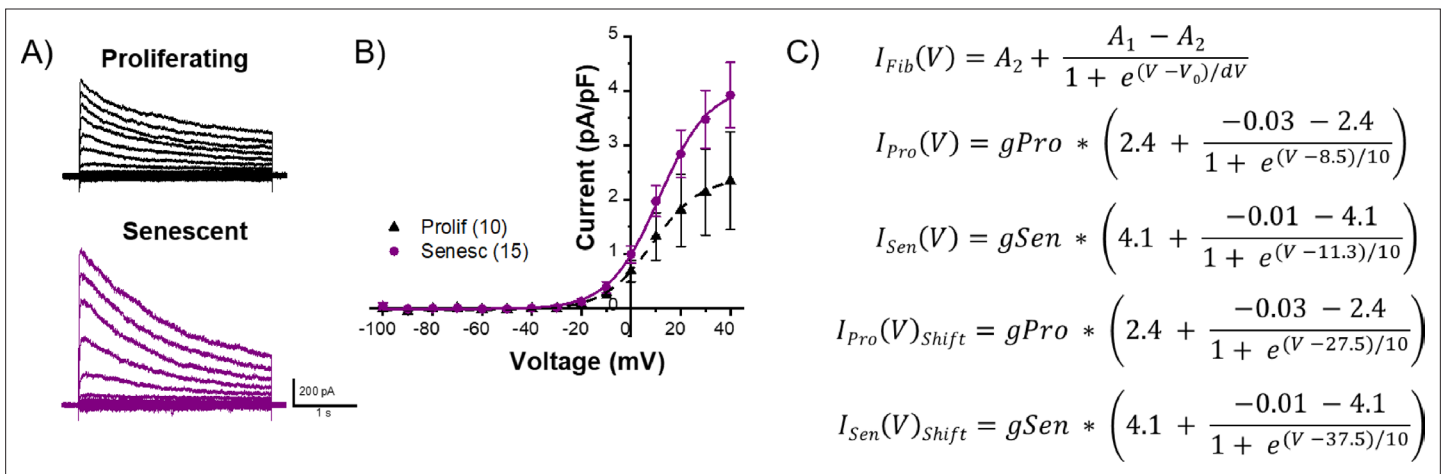 A)
Proliferating
Senescent
200 pA
1 s
B)
Current (pA/pF)
5
4
3
2
1
0
Prolif (10)
Senesc (15)
-100 -80 -60 -40 -20 0 20 40
Voltage (mV)
C)
I_Fib(V) = A_2 + (A_1 − A_2) / (1 + e^((V −V_0)/dV))
I_Pro(V) = gPro * (2.4 + (−0.03 − 2.4) / (1 + e^((V −8.5)/10)))
I_Sen(V) = gSen * (4.1 + (−0.01 − 4.1) / (1 + e^((V −11.3)/10)))
I_Pro(V)_Shift = gPro * (2.4 + (−0.03 − 2.4) / (1 + e^((V −27.5)/10)))
I_Sen(V)_Shift = gSen * (4.1 + (−0.01 − 4.1) / (1 + e^((V −37.5)/10)))